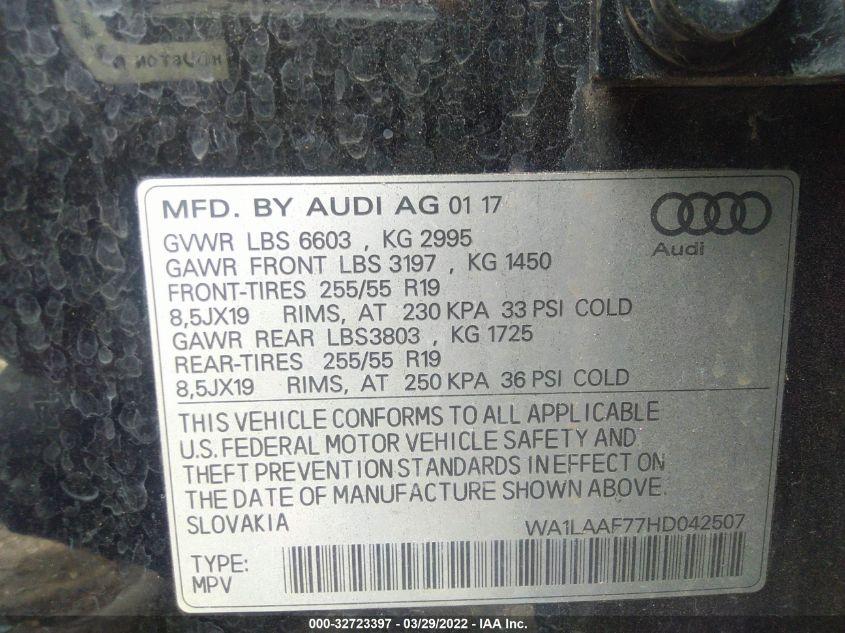 MFD. BY AUDI AG 01 17
Audi
GVWR LBS 6603 , KG 2995
GAWR FRONT LBS 3197 , KG 1450
FRONT-TIRES 255/55 R19
8,5JX19 RIMS, AT 230 KPA 33 PSI COLD
GAWR REAR LBS3803 , KG 1725
REAR-TIRES 255/55 R19
8,5JX19 RIMS, AT 250 KPA 36 PSI COLD
THIS VEHICLE CONFORMS TO ALL APPLICABLE
U.S. FEDERAL MOTOR VEHICLE SAFETY AND
THEFT PREVENTION STANDARDS IN EFFECT ON
THE DATE OF MANUFACTURE SHOWN ABOVE.
SLOVAKIA WA1LAAF77HD042507
TYPE:
MPV
000-32723397 - 03/29/2022 - IAA Inc.